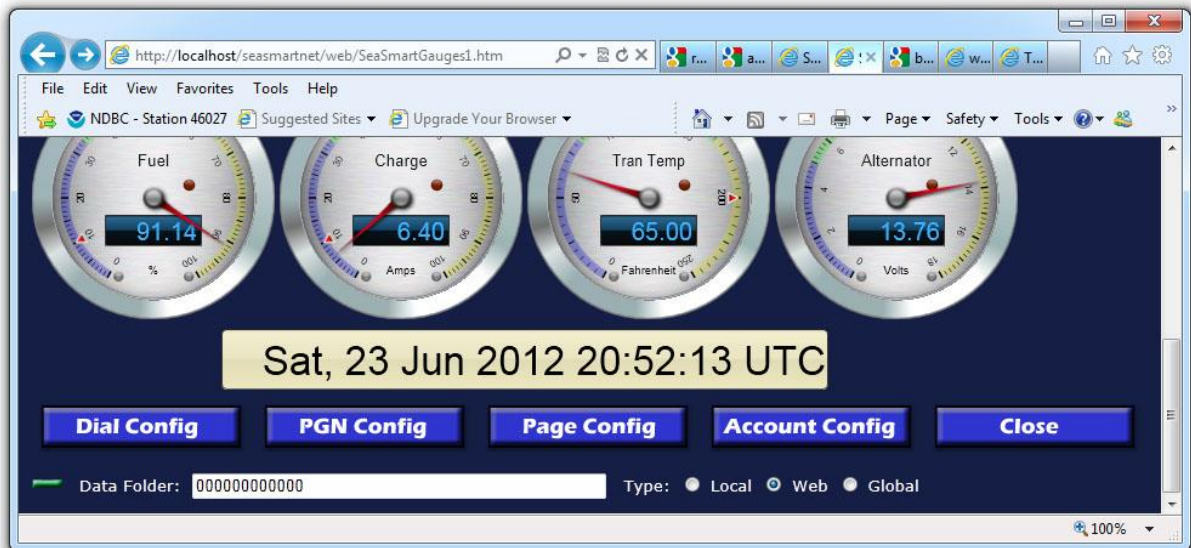 http://localhost/seasmartnet/web/SeaSmartGauges1.htm
r... a... S... b... w... T...
File Edit View Favorites Tools Help
NDBC - Station 46027 Suggested Sites Upgrade Your Browser Page Safety Tools
Fuel Charge Tran Temp Alternator
91.14 6.40 65.00 13.76
% Amps Fahrenheit Volts
Sat, 23 Jun 2012 20:52:13 UTC
Dial Config PGN Config Page Config Account Config Close
Data Folder: 000000000000 Type: Local Web Global
100%